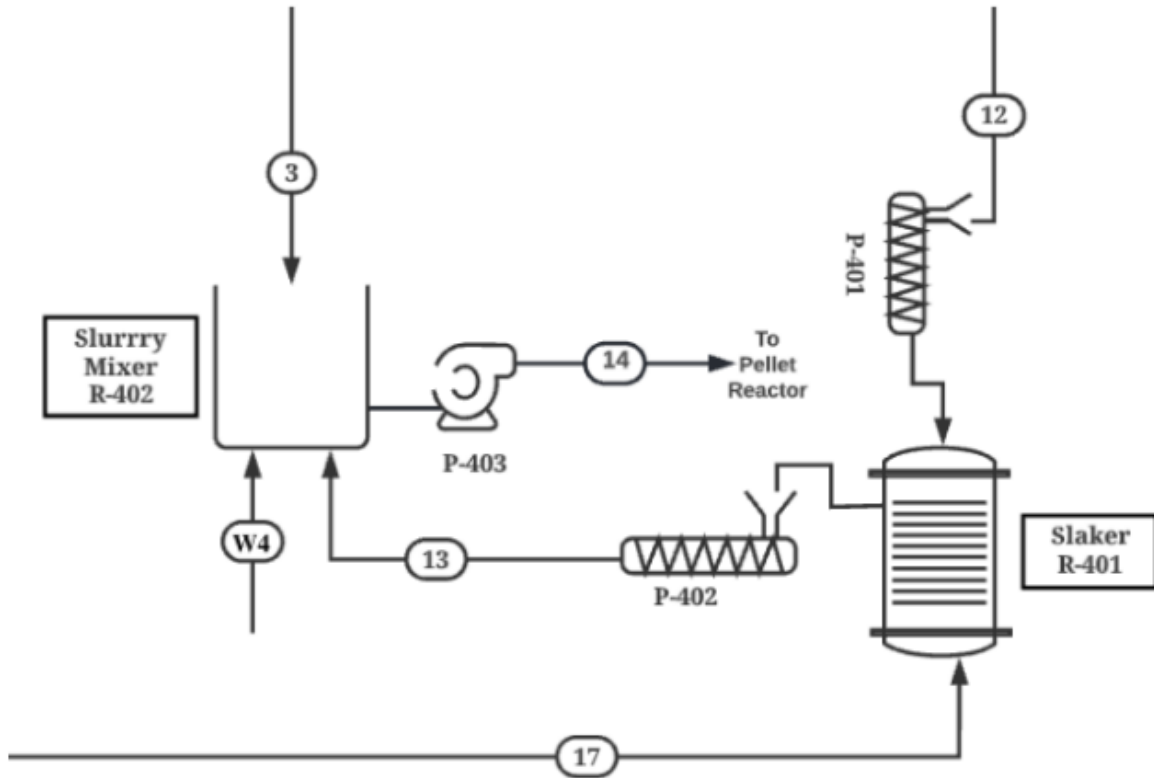 12
3
P-401
Slurrry
Mixer
R-402
To
Pellet
Reactor
14
P-403
W4
13
P-402
Slaker
R-401
17